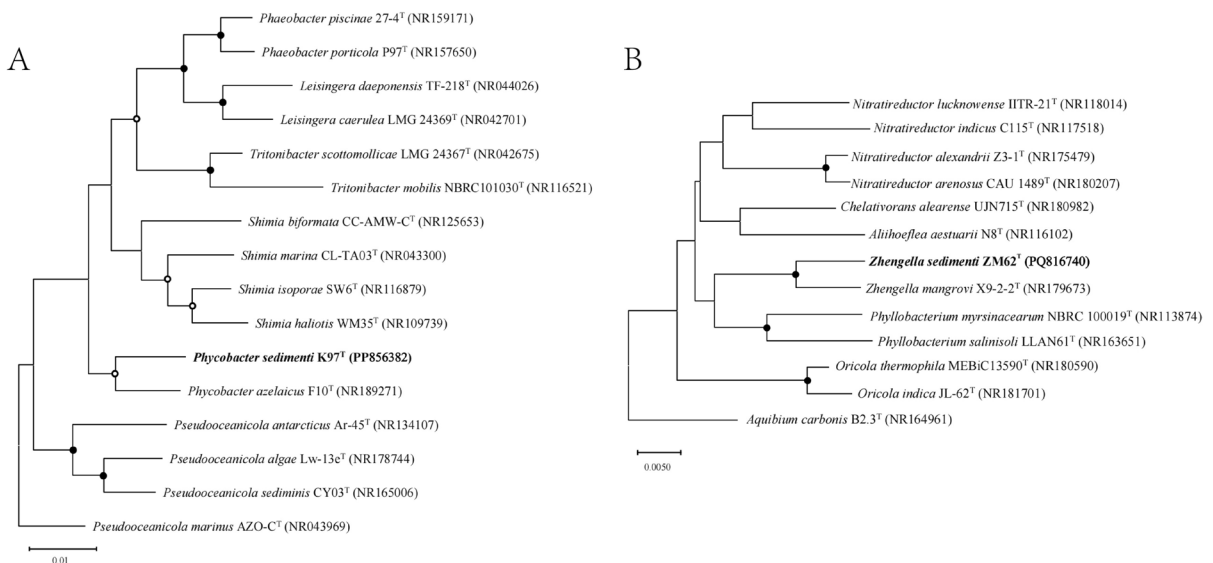 A
Phaeobacter piscinae 27-4ᵀ (NR159171)
Phaeobacter porticola P97ᵀ (NR157650)
Leisingera daeponensis TF-218ᵀ (NR044026)
Leisingera caerulea LMG 24369ᵀ (NR042701)
Tritonibacter scottomollicae LMG 24367ᵀ (NR042675)
Tritonibacter mobilis NBRC101030ᵀ (NR116521)
Shimia biformata CC-AMW-Cᵀ (NR125653)
Shimia marina CL-TA03ᵀ (NR043300)
Shimia isoporae SW6ᵀ (NR116879)
Shimia haliotis WM35ᵀ (NR109739)
Phycobacter sedimenti K97ᵀ (PP856382)
Phycobacter azelaicus F10ᵀ (NR189271)
Pseudooceanicola antarcticus Ar-45ᵀ (NR134107)
Pseudooceanicola algae Lw-13eᵀ (NR178744)
Pseudooceanicola sediminis CY03ᵀ (NR165006)
Pseudooceanicola marinus AZO-Cᵀ (NR043969)
0.01
B
Nitratireductor lucknowense IITR-21ᵀ (NR118014)
Nitratireductor indicus C115ᵀ (NR117518)
Nitratireductor alexandrii Z3-1ᵀ (NR175479)
Nitratireductor arenosus CAU 1489ᵀ (NR180207)
Chelativorans alearense UJN715ᵀ (NR180982)
Aliihoeflea aestuarii N8ᵀ (NR116102)
Zhengella sedimenti ZM62ᵀ (PQ816740)
Zhengella mangrovi X9-2-2ᵀ (NR179673)
Phyllobacterium myrsinacearum NBRC 100019ᵀ (NR113874)
Phyllobacterium salinisoli LLAN61ᵀ (NR163651)
Oricola thermophila MEBiC13590ᵀ (NR180590)
Oricola indica JL-62ᵀ (NR181701)
Aquibium carbonis B2.3ᵀ (NR164961)
0.0050